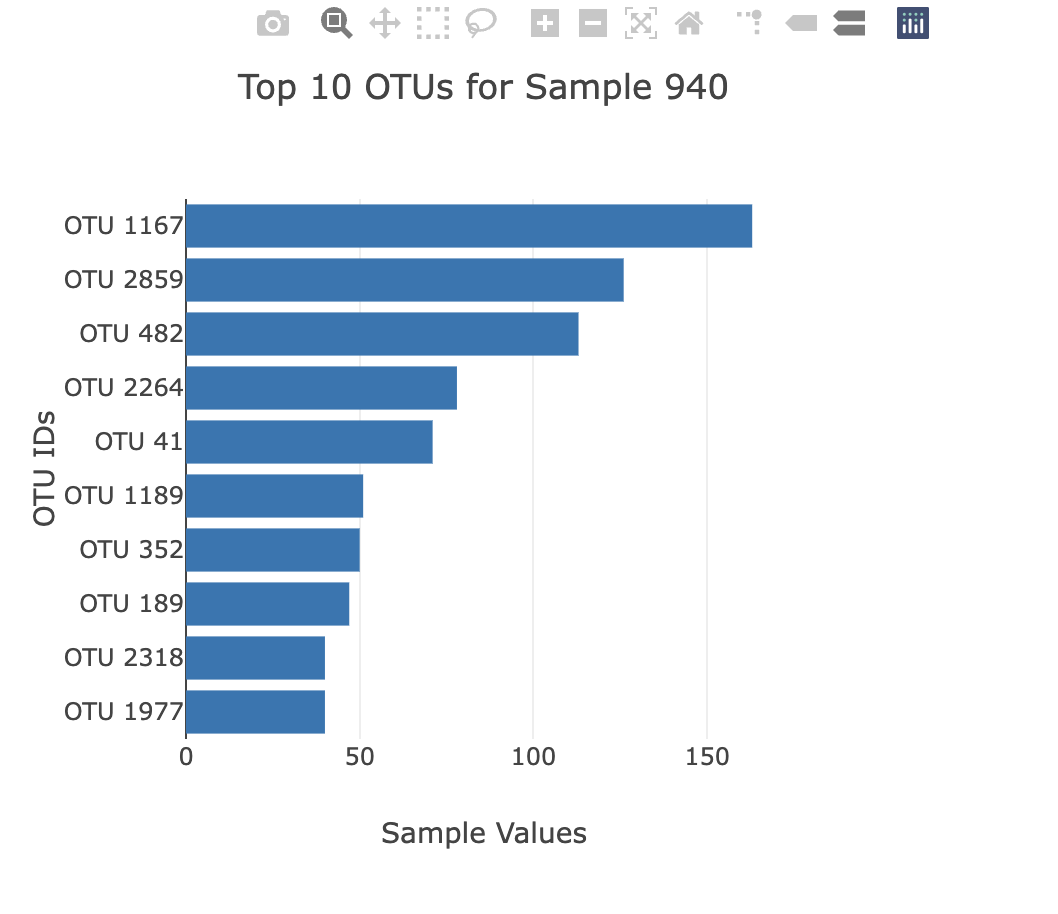 Top 10 OTUs for Sample 940
OTU 1167
OTU 2859
OTU 482
OTU 2264
OTU 41
OTU 1189
OTU 352
OTU 189
OTU 2318
OTU 1977
OTU IDs
0 50 100 150
Sample Values